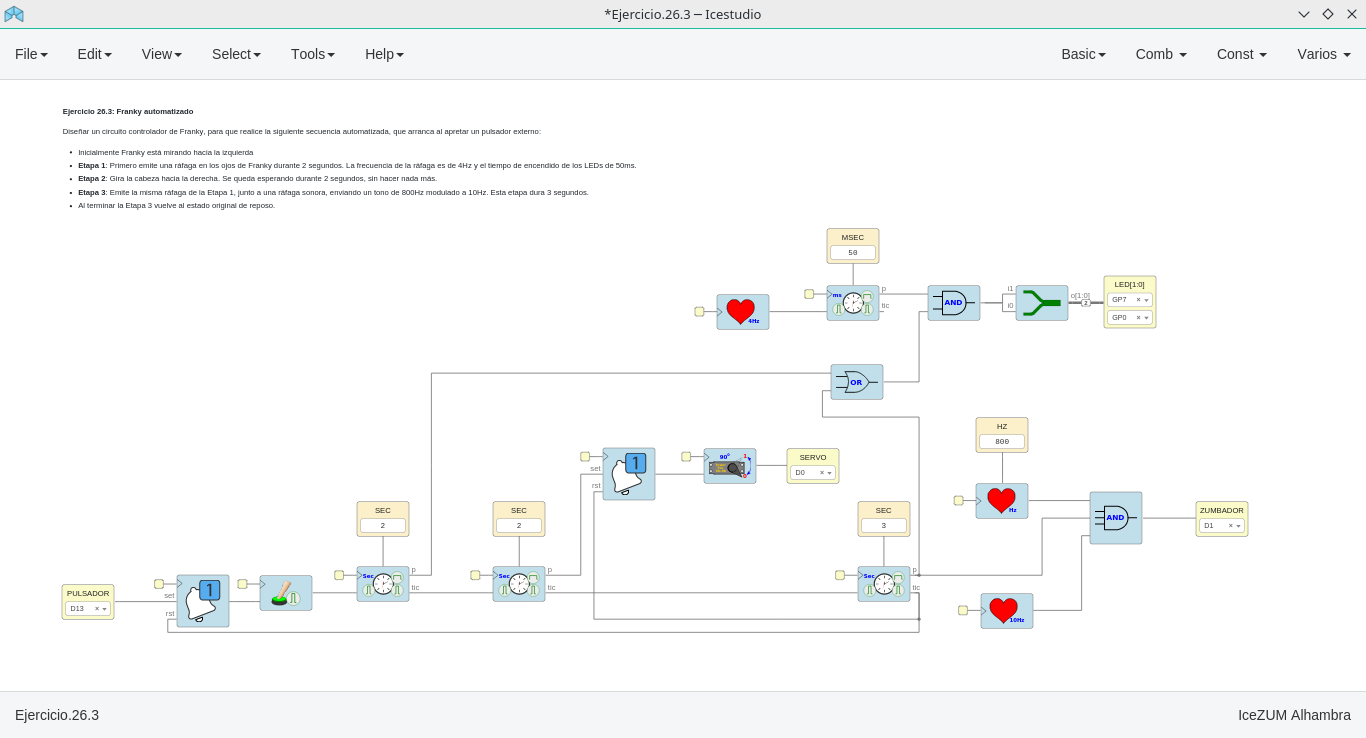 *Ejercicio.26.3 — Icestudio
File Edit View Select Tools Help Basic Comb Const Varios
Ejercicio 26.3: Franky automatizado
Diseñar un circuito controlador de Franky, para que realice la siguiente secuencia automatizada, que arranca al apretar un pulsador externo:
• Inicialmente Franky está mirando hacia la izquierda
• Etapa 1: Primero emite una ráfaga en los ojos de Franky durante 2 segundos. La frecuencia de la ráfaga es de 4Hz y el tiempo de encendido de los LEDS de 50ms.
• Etapa 2: Gira la cabeza hacia la derecha. Se queda esperando durante 2 segundos, sin hacer nada más.
• Etapa 3: Emite la misma ráfaga de la Etapa 1, junto a una ráfaga sonora, enviando un tono de 800Hz modulado a 10Hz. Esta etapa dura 3 segundos.
• Al terminar la Etapa 3 vuelve al estado original de reposo.
MSEC
50
4Hz
ms
p
tic
AND
i1
i0
o[1:0]
2
LED[1:0]
GP7
GP0
OR
HZ
800
set
rst
1
90º
1
0
SERVO
D0
Hz
AND
ZUMBADOR
D1
SEC
2
SEC
2
SEC
3
PULSADOR
D13
set
rst
1
Sec
p
tic
Sec
p
tic
Sec
p
tic
10Hz
Ejercicio.26.3
IceZUM Alhambra